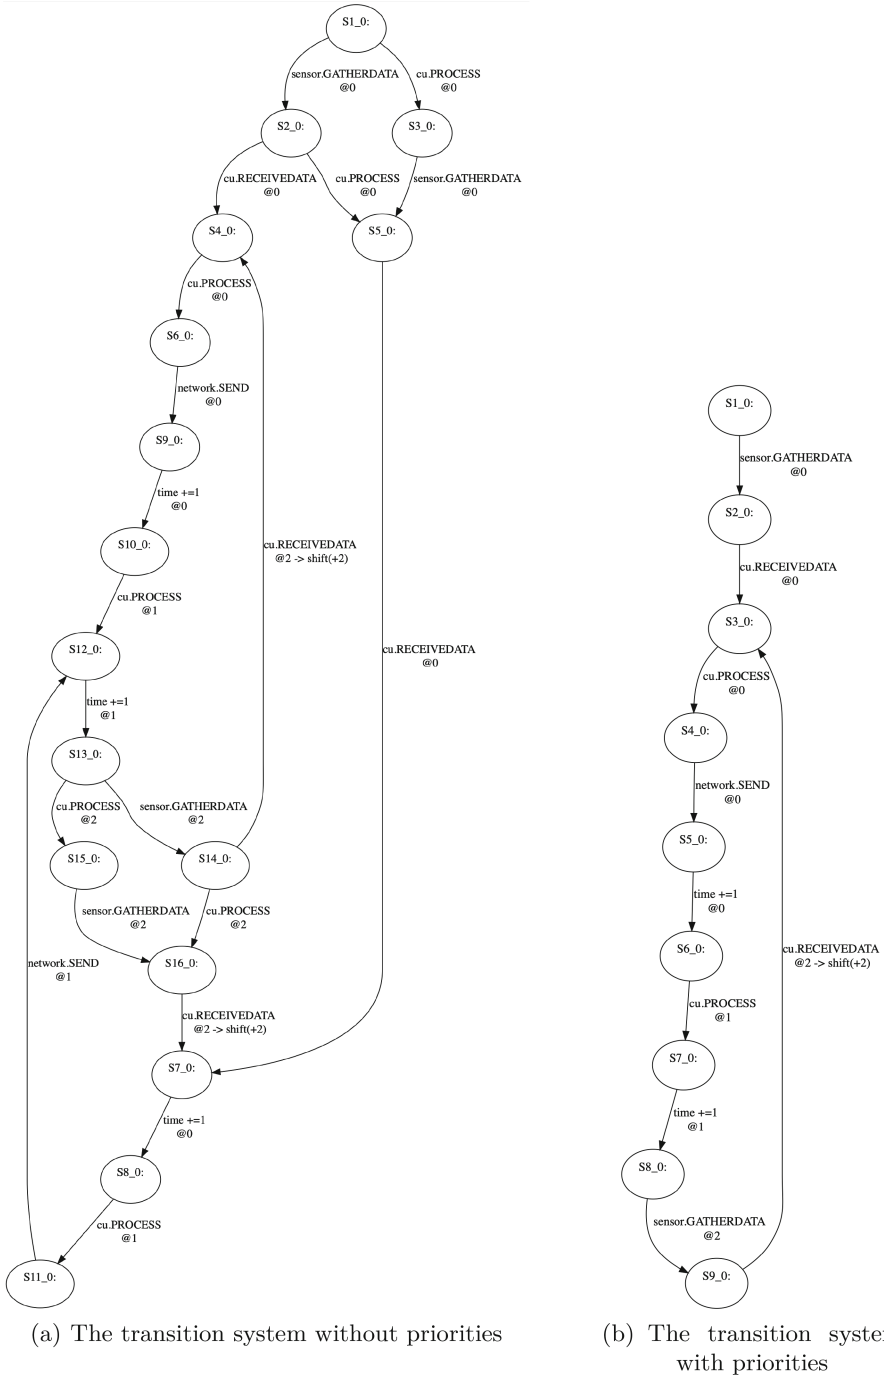 S1_0:
sensor.GATHERDATA
@0
cu.PROCESS
@0
S2_0:
S3_0:
cu.RECEIVEDATA
@0
cu.PROCESS
@0
sensor.GATHERDATA
@0
S4_0:
S5_0:
cu.PROCESS
@0
S6_0:
network.SEND
@0
S9_0:
time +=1
@0
S10_0:
cu.RECEIVEDATA
@2 -> shift(+2)
cu.PROCESS
@1
S12_0:
cu.RECEIVEDATA
@0
time +=1
@1
S13_0:
cu.PROCESS
@2
sensor.GATHERDATA
@2
S15_0:
S14_0:
sensor.GATHERDATA
@2
cu.PROCESS
@2
network.SEND
@1
S16_0:
cu.RECEIVEDATA
@2 -> shift(+2)
S7_0:
time +=1
@0
S8_0:
cu.PROCESS
@1
S11_0:
(a) The transition system without priorities
S1_0:
sensor.GATHERDATA
@0
S2_0:
cu.RECEIVEDATA
@0
S3_0:
cu.PROCESS
@0
S4_0:
network.SEND
@0
S5_0:
time +=1
@0
S6_0:
cu.RECEIVEDATA
@2 -> shift(+2)
cu.PROCESS
@1
S7_0:
time +=1
@1
S8_0:
sensor.GATHERDATA
@2
S9_0:
(b) The transition syste
with priorities